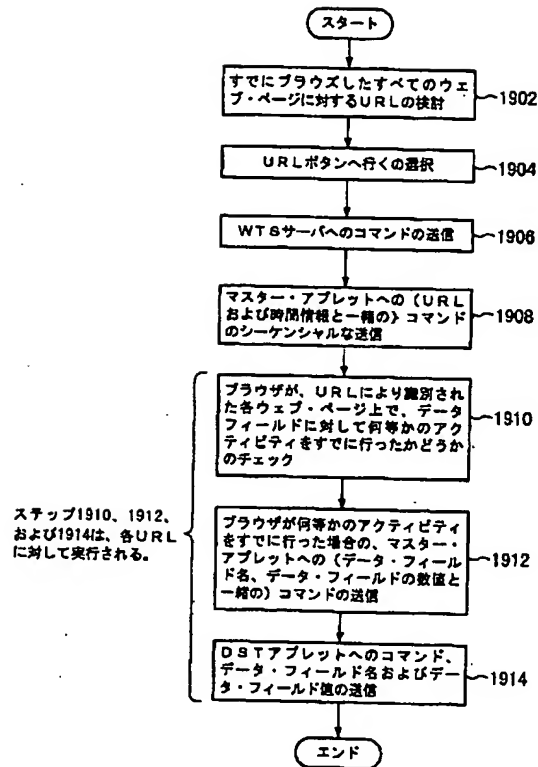 スタート
すでにブラウズしたすべてのウェ
ブ・ページに対するURLの検討
1902
URLボタンへ行くの選択
1904
WTSサーバへのコマンドの送信
1906
マスター・アプレットへの(URL
および時間情報と一緒の)コマンド
のシーケンシャルな送信
1908
ブラウザが、URLにより識別され
た各ウェブ・ページ上で、データ
フィールドに対して何等かのアク
ティビティをすでに行ったかどうか
のチェック
1910
ステップ1910、1912、
および1914は、各URL
に対して実行される。
ブラウザが何等かのアクティビティ
をすでに行った場合の、マスター・
アプレットへの(データ・フィー
ルド名、データ・フィールドの数値と
一緒の)コマンドの送信
1912
DSTアプレットへのコマンド、
データ・フィールド名およびデー
タ・フィールド値の送信
1914
エンド